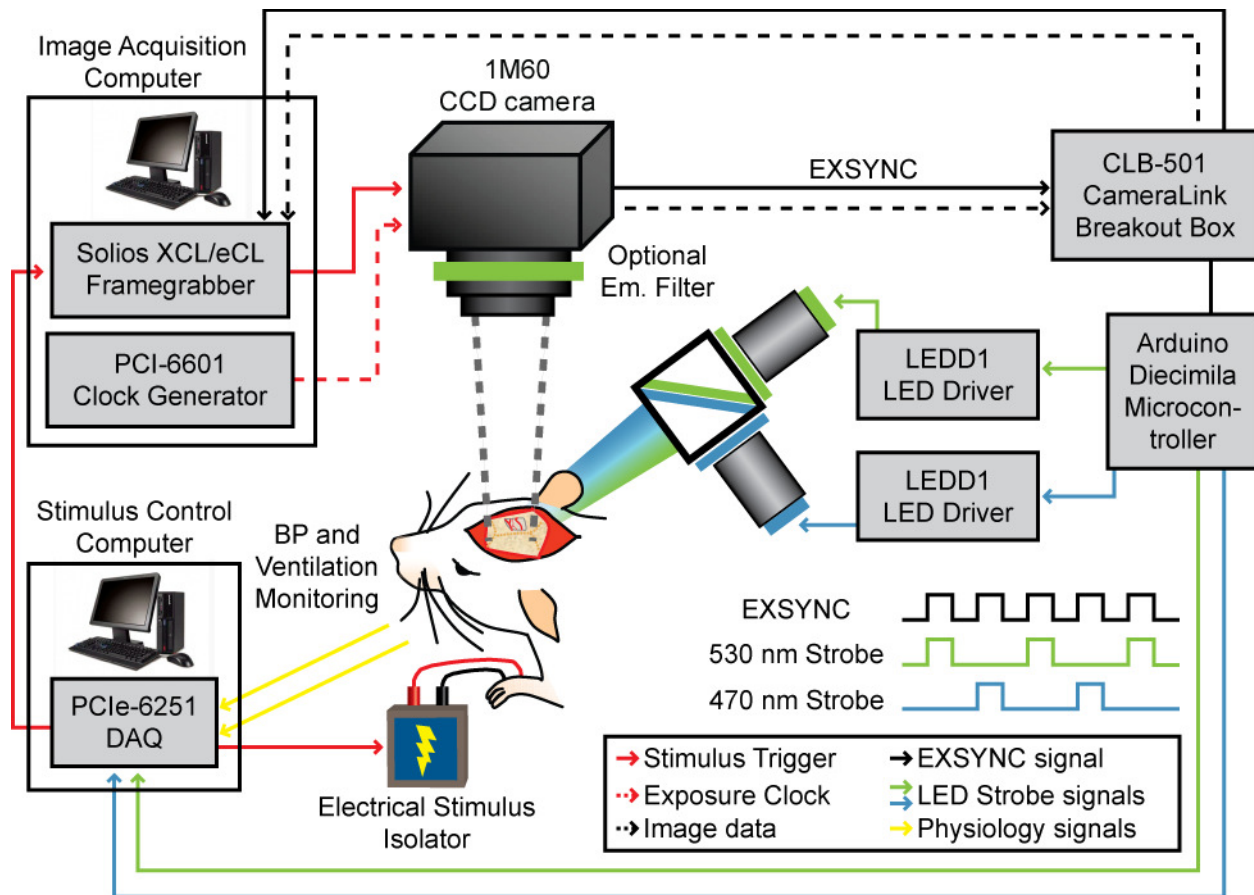 Image Acquisition
Computer
Solios XCL/eCL
Framegrabber
PCI-6601
Clock Generator
1M60
CCD camera
EXSYNC
CLB-501
CameraLink
Breakout Box
Optional
Em. Filter
LEDD1
LED Driver
Arduino
Diecimila
Microcon-
troller
LEDD1
LED Driver
Stimulus Control
Computer
BP and
Ventilation
Monitoring
PCIe-6251
DAQ
Electrical Stimulus
Isolator
EXSYNC
530 nm Strobe
470 nm Strobe
Stimulus Trigger
Exposure Clock
Image data
EXSYNC signal
LED Strobe signals
Physiology signals